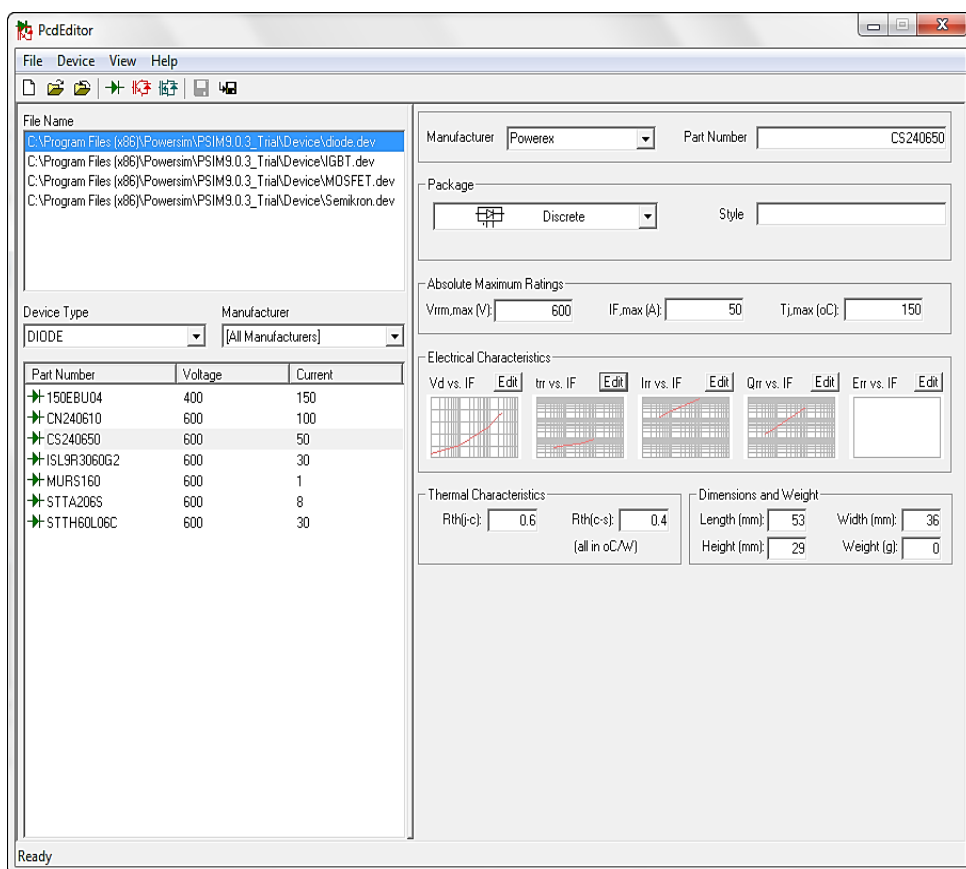 PcdEditor
File Device View Help
File Name
C:\Program Files (x86)\Powersim\PSIM9.0.3_Trial\Device\diode.dev
C:\Program Files (x86)\Powersim\PSIM9.0.3_Trial\Device\IGBT.dev
C:\Program Files (x86)\Powersim\PSIM9.0.3_Trial\Device\MOSFET.dev
C:\Program Files (x86)\Powersim\PSIM9.0.3_Trial\Device\Semikron.dev
Device Type Manufacturer
DIODE [All Manufacturers]
Part Number Voltage Current
150EBU04 400 150
CN240610 600 100
CS240650 600 50
ISL9R3060G2 600 30
MURS160 600 1
STTA206S 600 8
STTH60L06C 600 30
Manufacturer Powerex Part Number CS240650
Package
Discrete Style
Absolute Maximum Ratings
Vrrm,max (V): 600 IF,max (A): 50 Tj,max (oC): 150
Electrical Characteristics
Vd vs. IF Edit trr vs. IF Edit Irr vs. IF Edit Qrr vs. IF Edit Err vs. IF Edit
Thermal Characteristics
Rth(j-c): 0.6 Rth(c-s): 0.4
(all in oC/W)
Dimensions and Weight
Length (mm): 53 Width (mm): 36
Height (mm): 29 Weight (g): 0
Ready